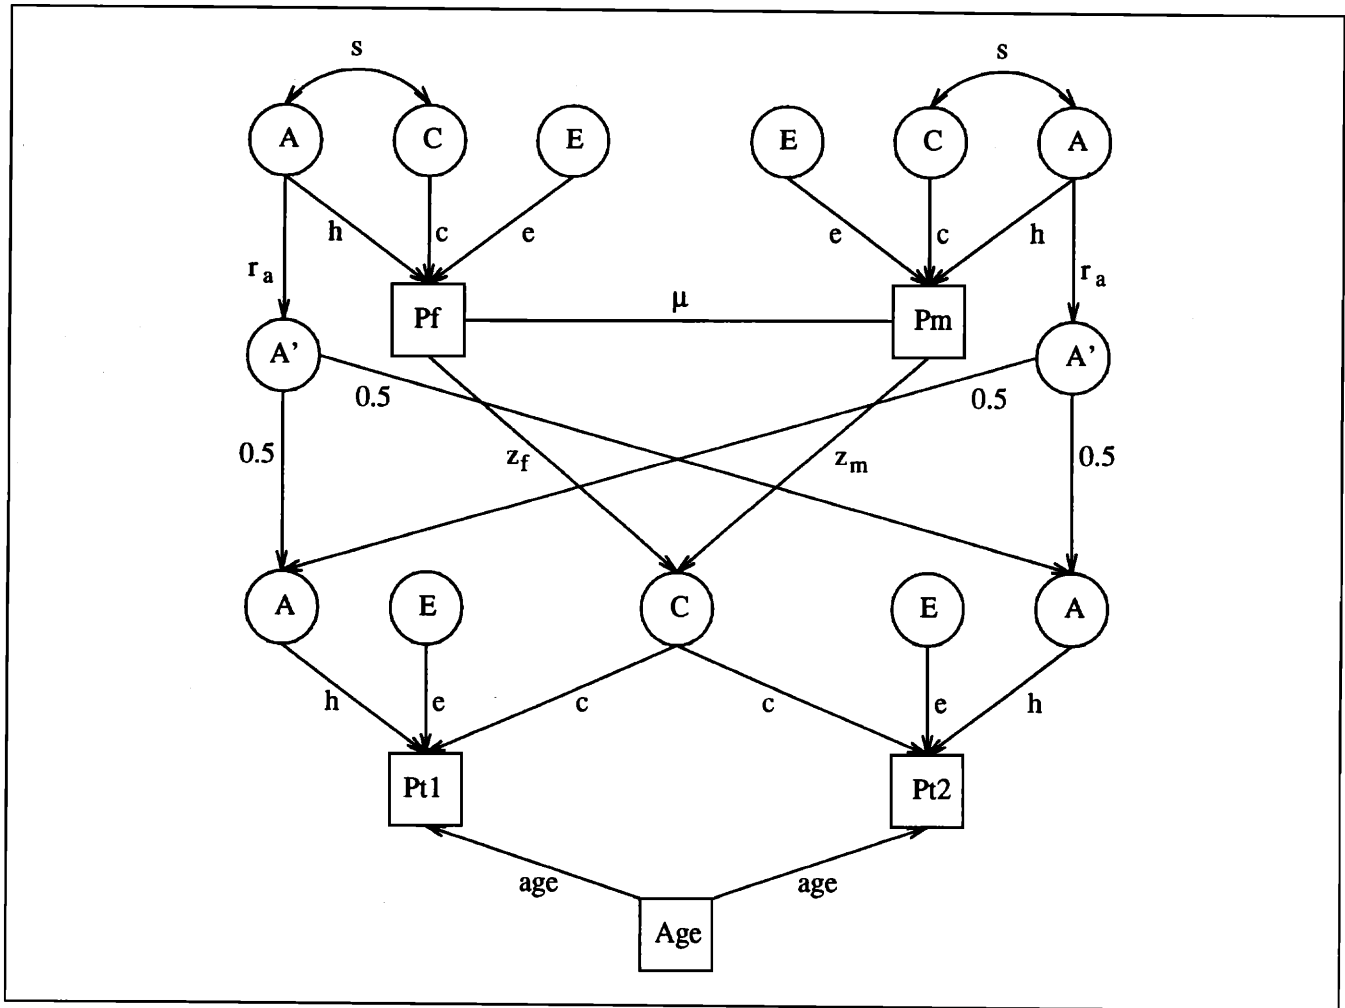 s s
A C E E C A
h c e e c h
r a r a
μ
Pf Pm
A' A'
0.5 0.5
0.5 z f z m 0.5
A E C E A
h e c c e h
Pt1 Pt2
age age
Age